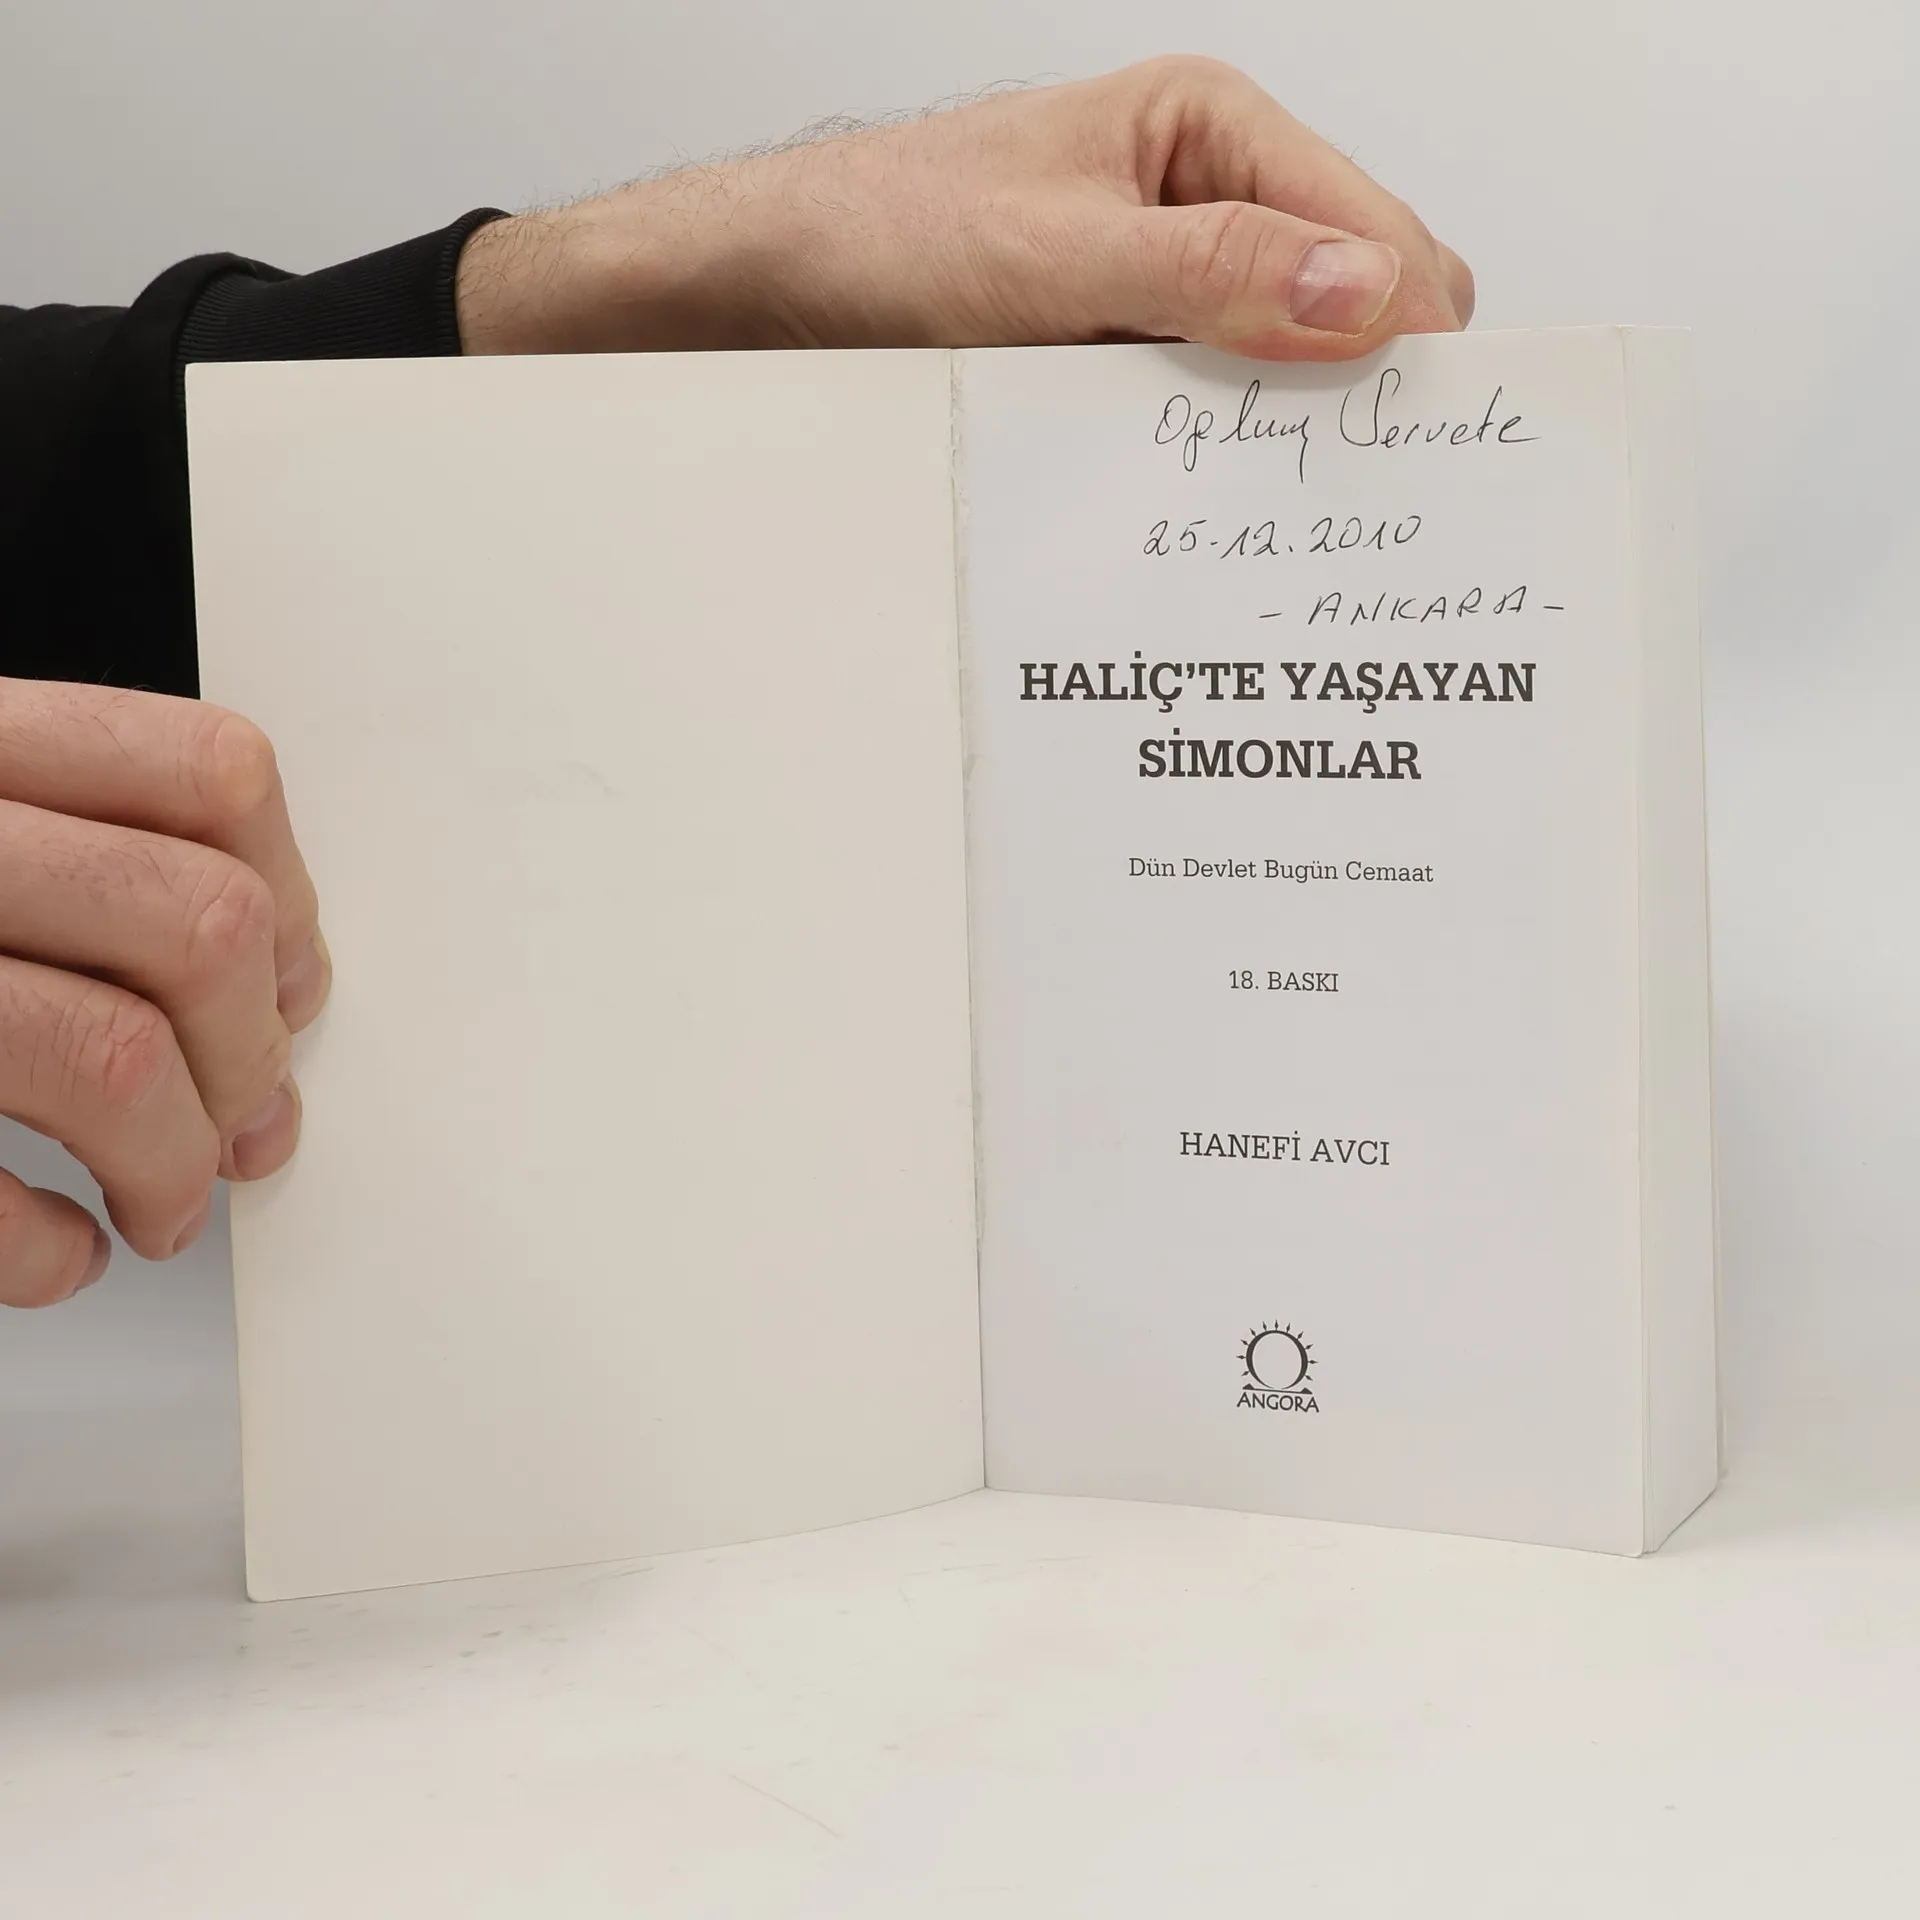 Oğlum Servete
25-12.2010
- ANKARA -
HALİÇ'TE YAŞAYAN
SİMONLAR
Dün Devlet Bugün Cemaat
18. BASKI
HANEFİ AVCI
ANGORA